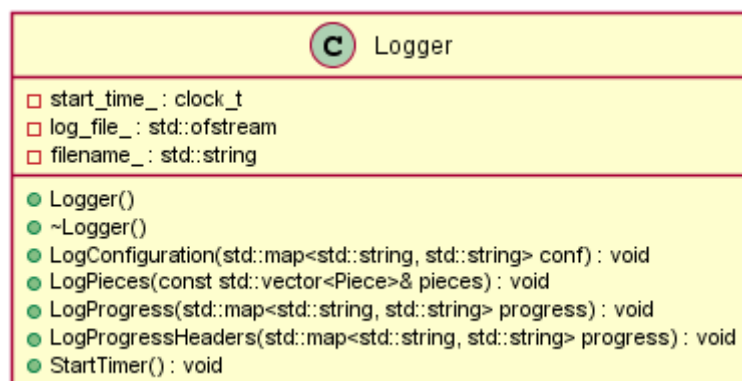 C Logger
start_time_ : clock_t
log_file_ : std::ofstream
filename_ : std::string
Logger()
~Logger()
LogConfiguration(std::map<std::string, std::string> conf) : void
LogPieces(const std::vector<Piece>& pieces) : void
LogProgress(std::map<std::string, std::string> progress) : void
LogProgressHeaders(std::map<std::string, std::string> progress) : void
StartTimer() : void